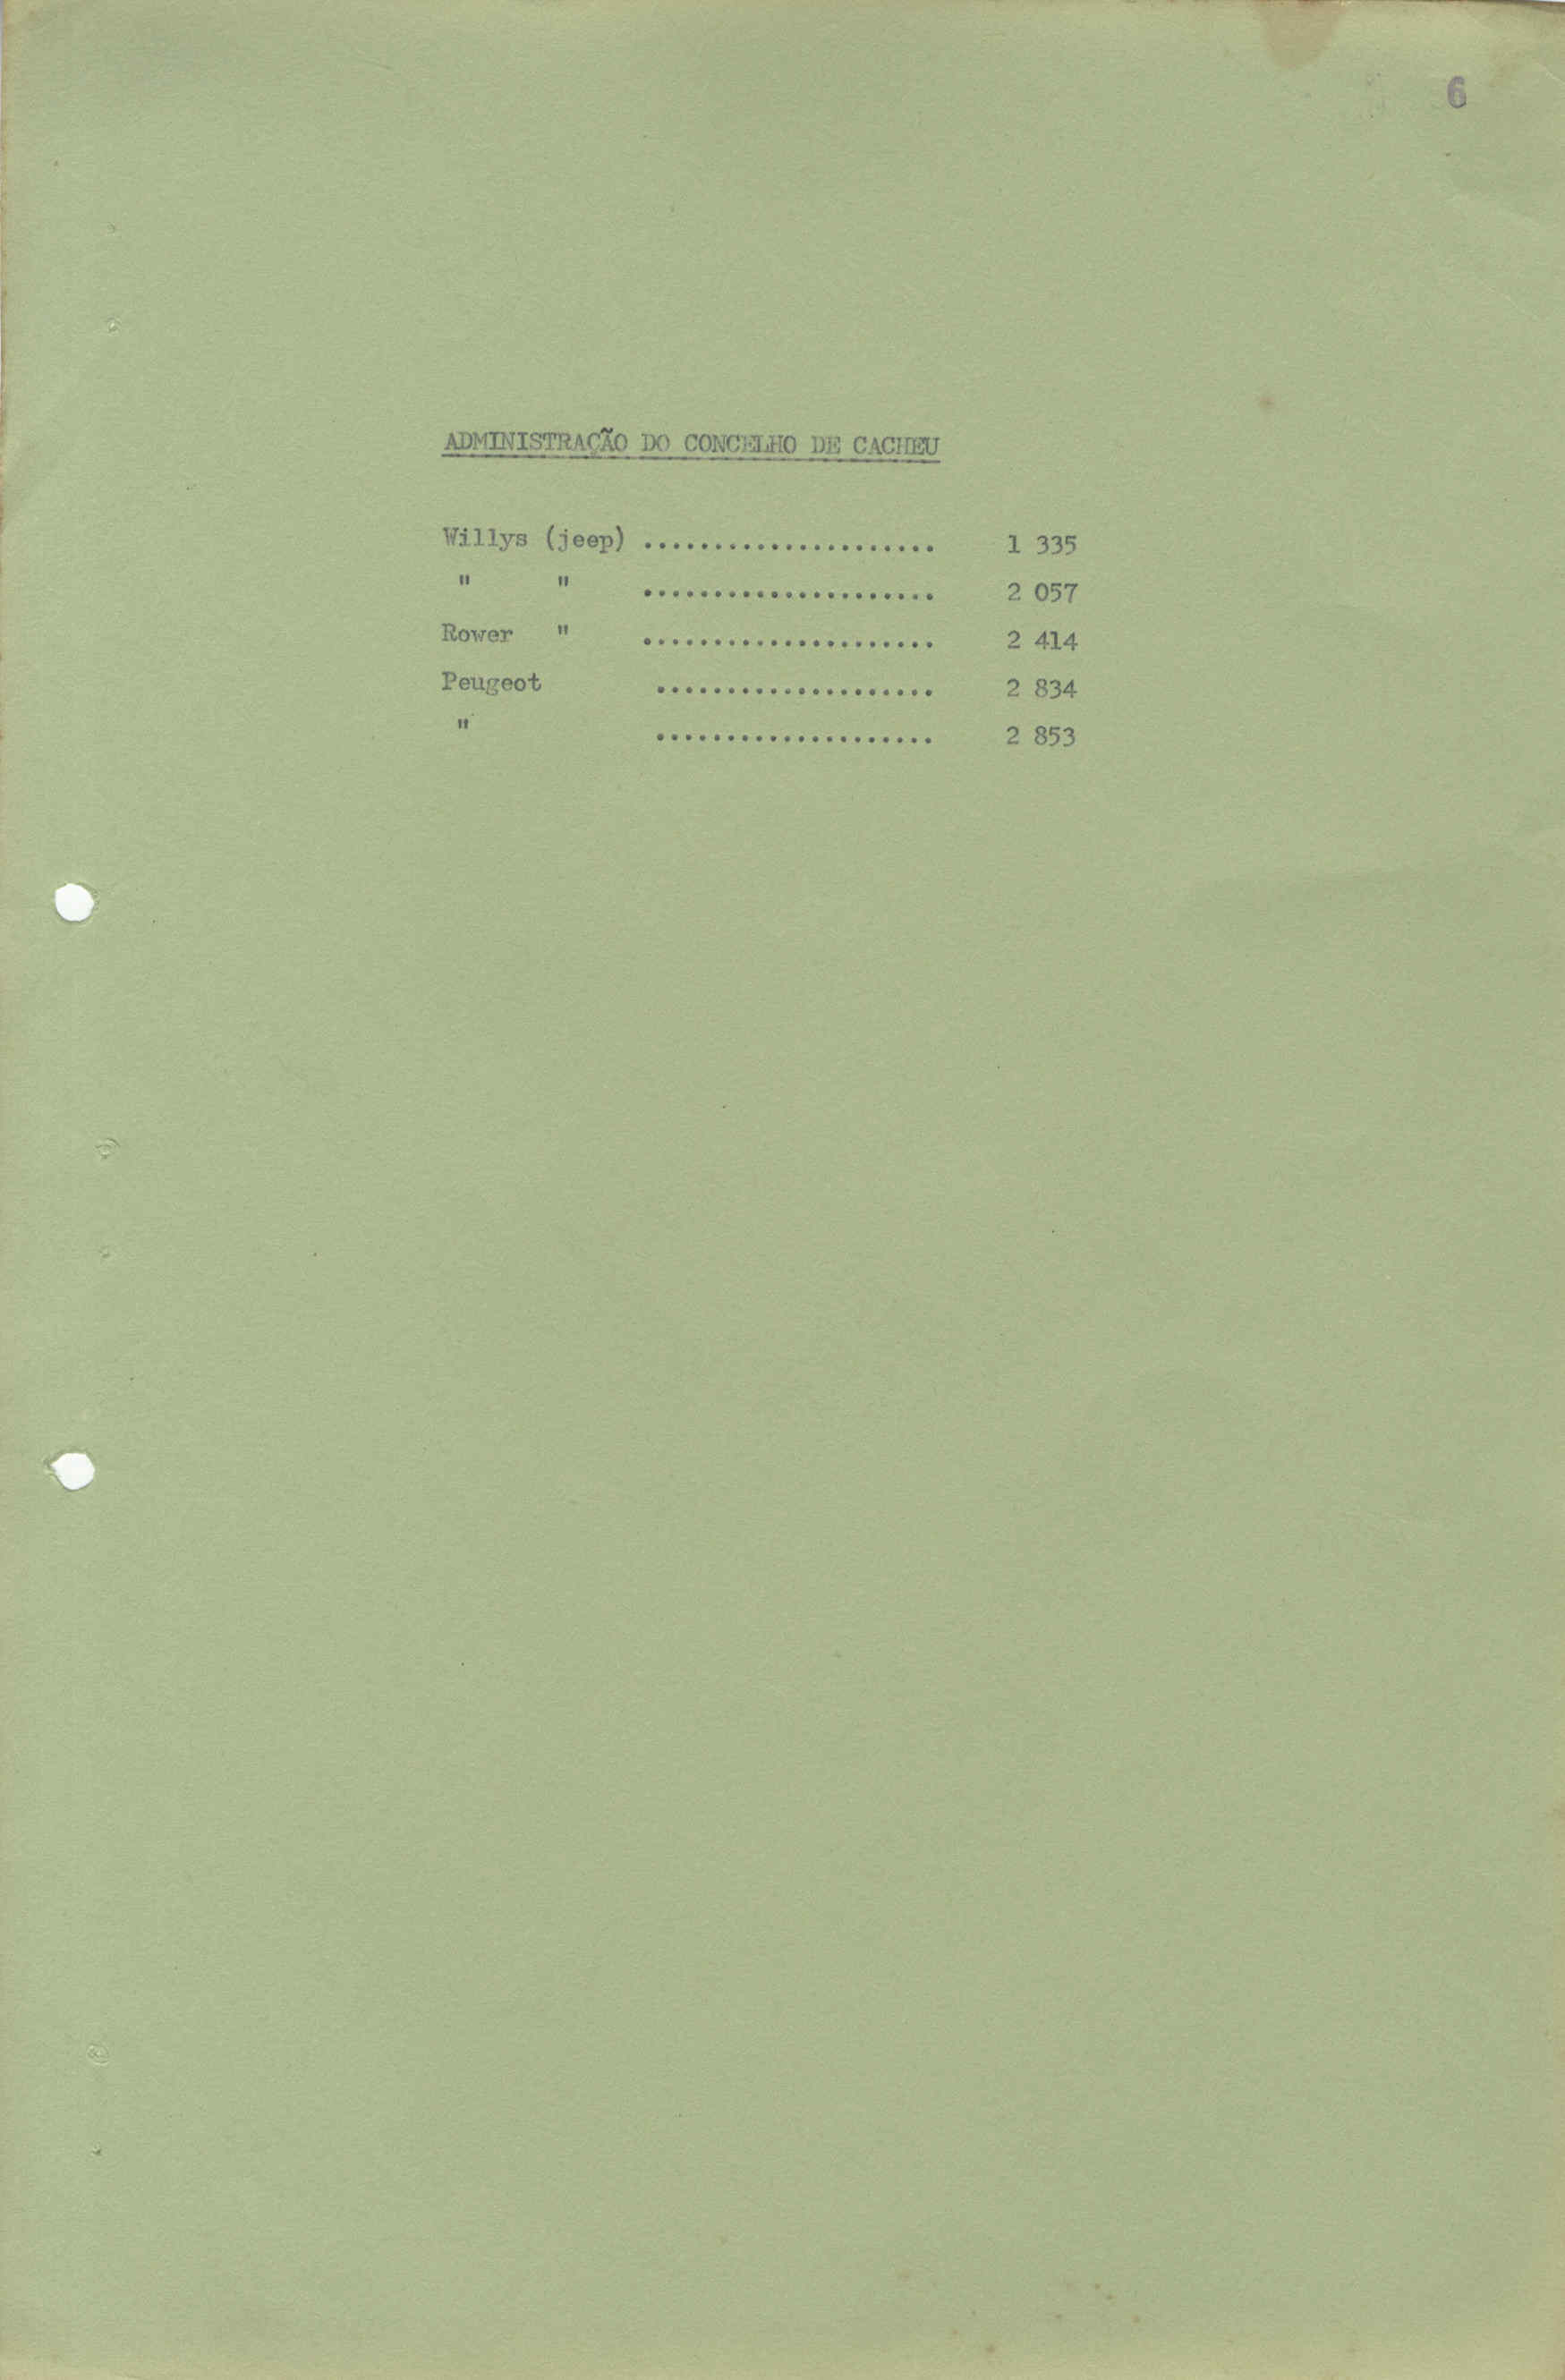 6
ADMINISTRAÇÃO DO CONCELHO DE CACHEU
Willys (jeep) ..................... 1 335
" " ..................... 2 057
Rower " ..................... 2 414
Peugeot .................... 2 834
" .................... 2 853